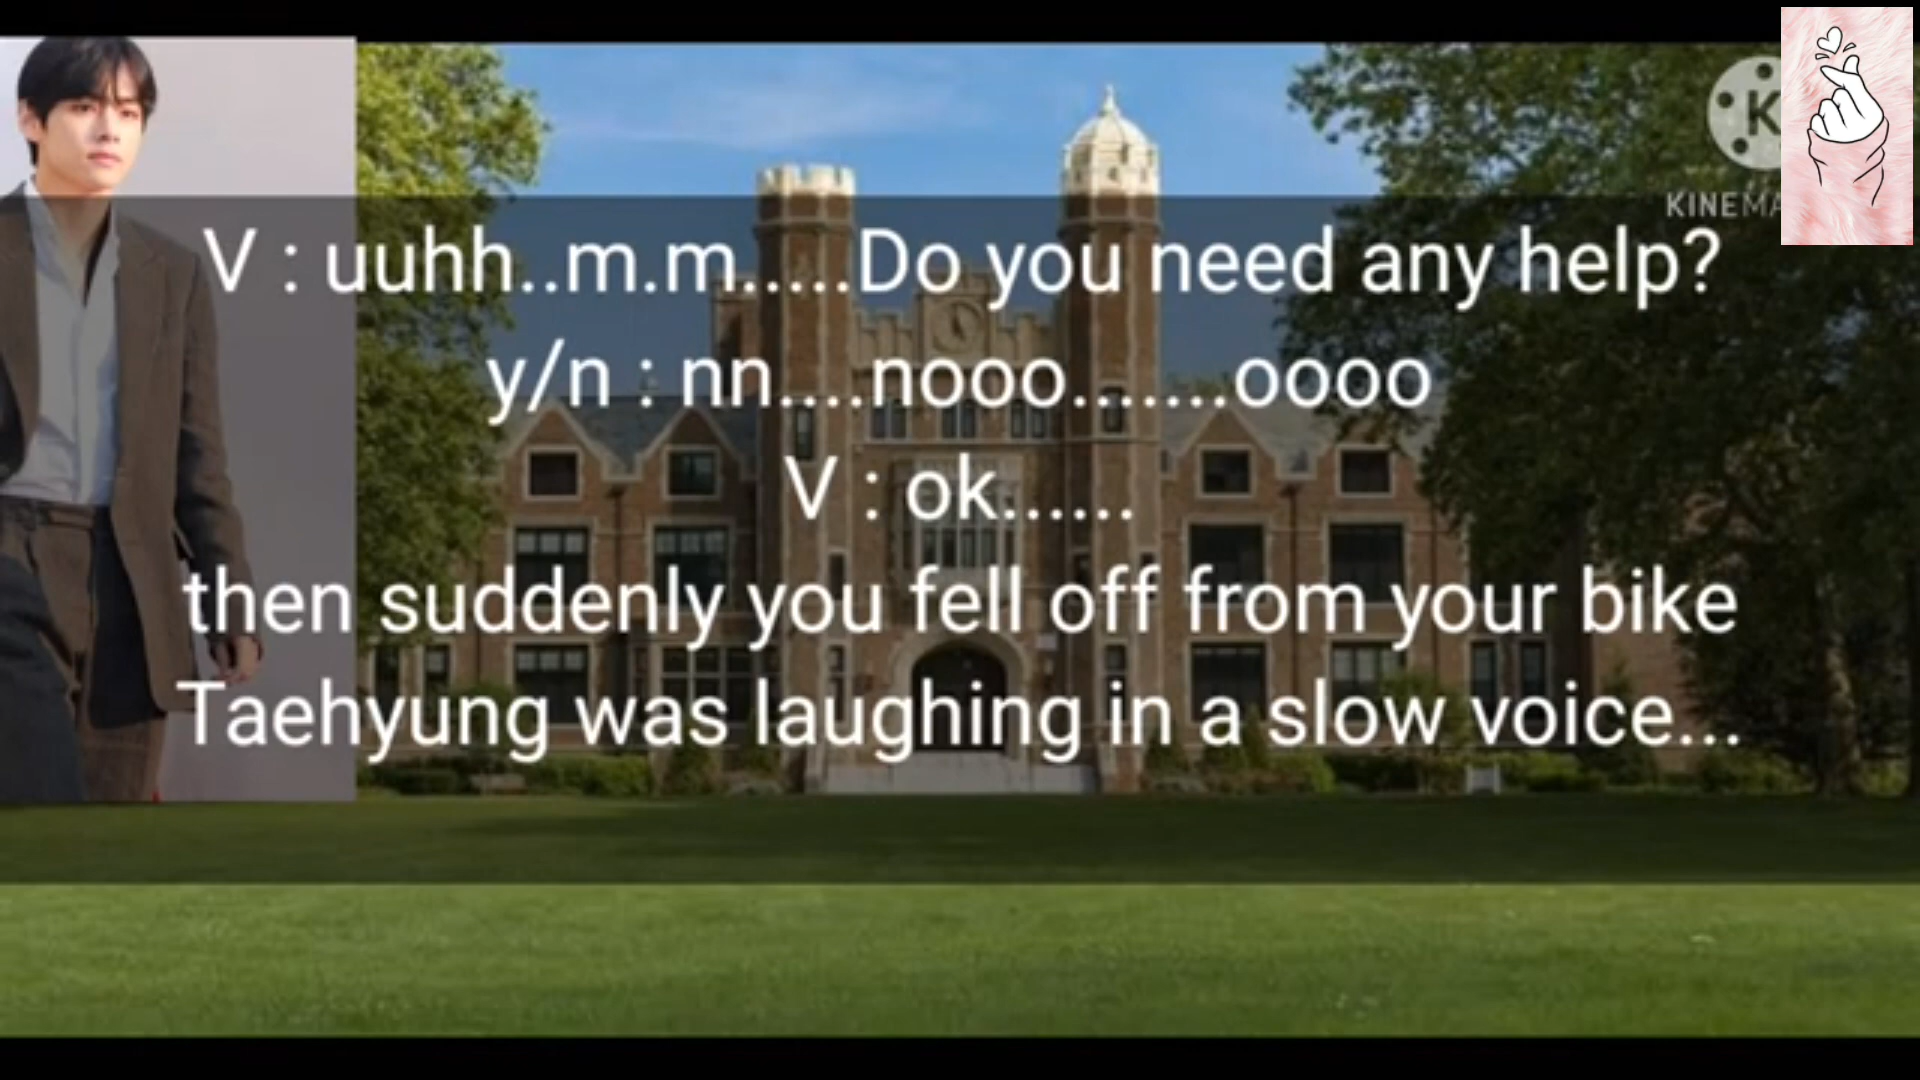 K
KINEMA
V : uuhh..m.m.....Do you need any help?
y/n : nn....nooo.......oooo
V : ok......
then suddenly you fell off from your bike
Taehyung was laughing in a slow voice...